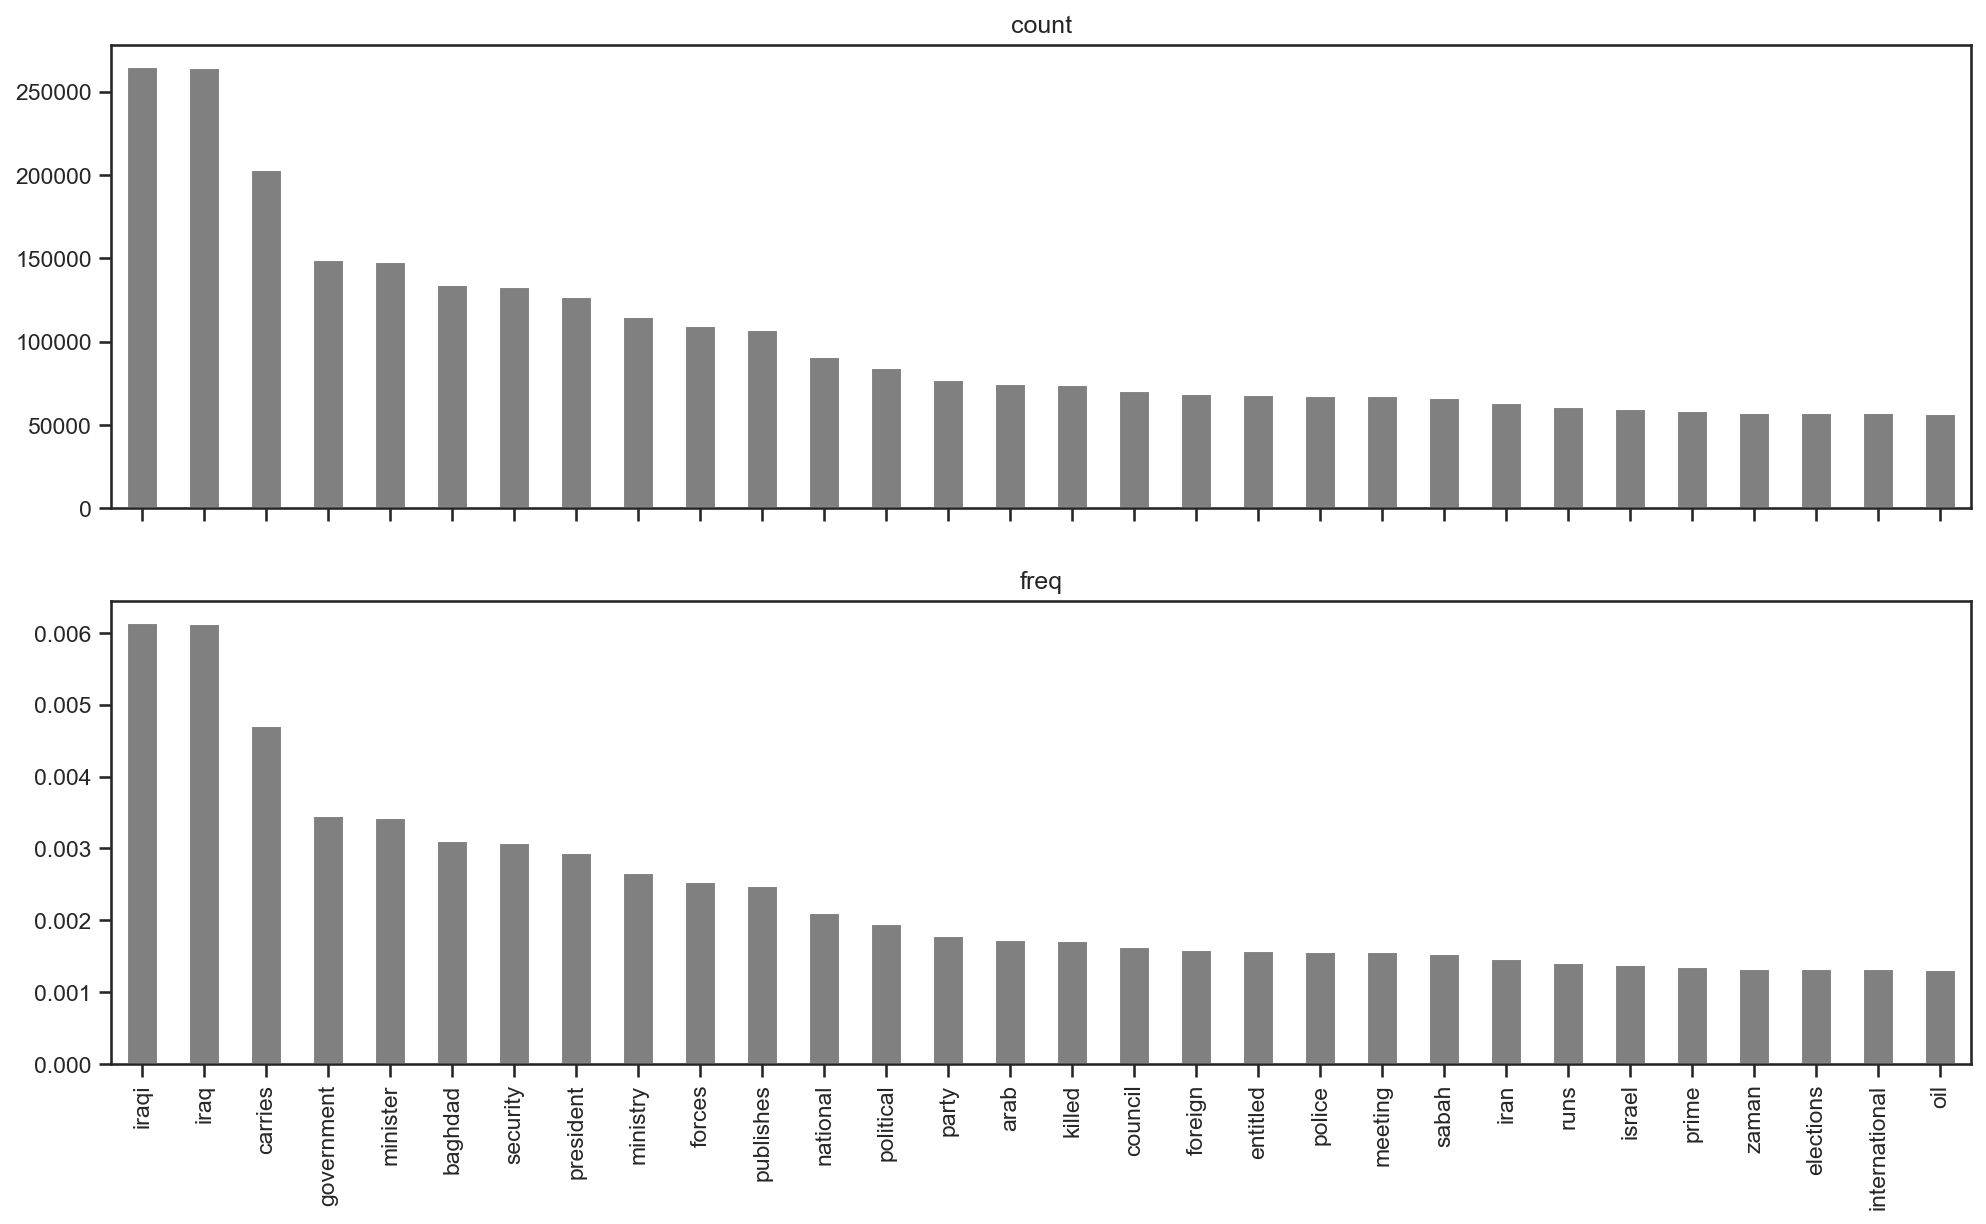 count
250000
200000
150000
100000
50000
0
freq
0.006
0.005
0.004
0.003
0.002
0.001
0.000
iraqi
iraq
carries
government
minister
baghdad
security
president
ministry
forces
publishes
national
political
party
arab
killed
council
foreign
entitled
police
meeting
sabah
iran
runs
israel
prime
zaman
elections
international
oil